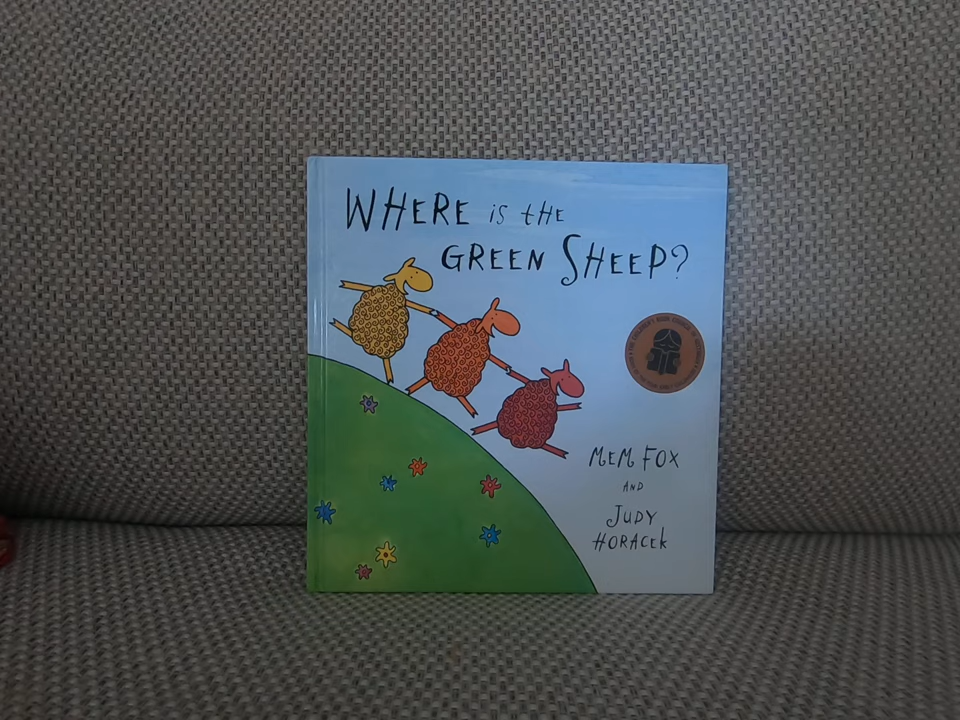 WHERE is tHE
GREEN SHEEP?
MEM FOX
AND
JUDY
HORACEK